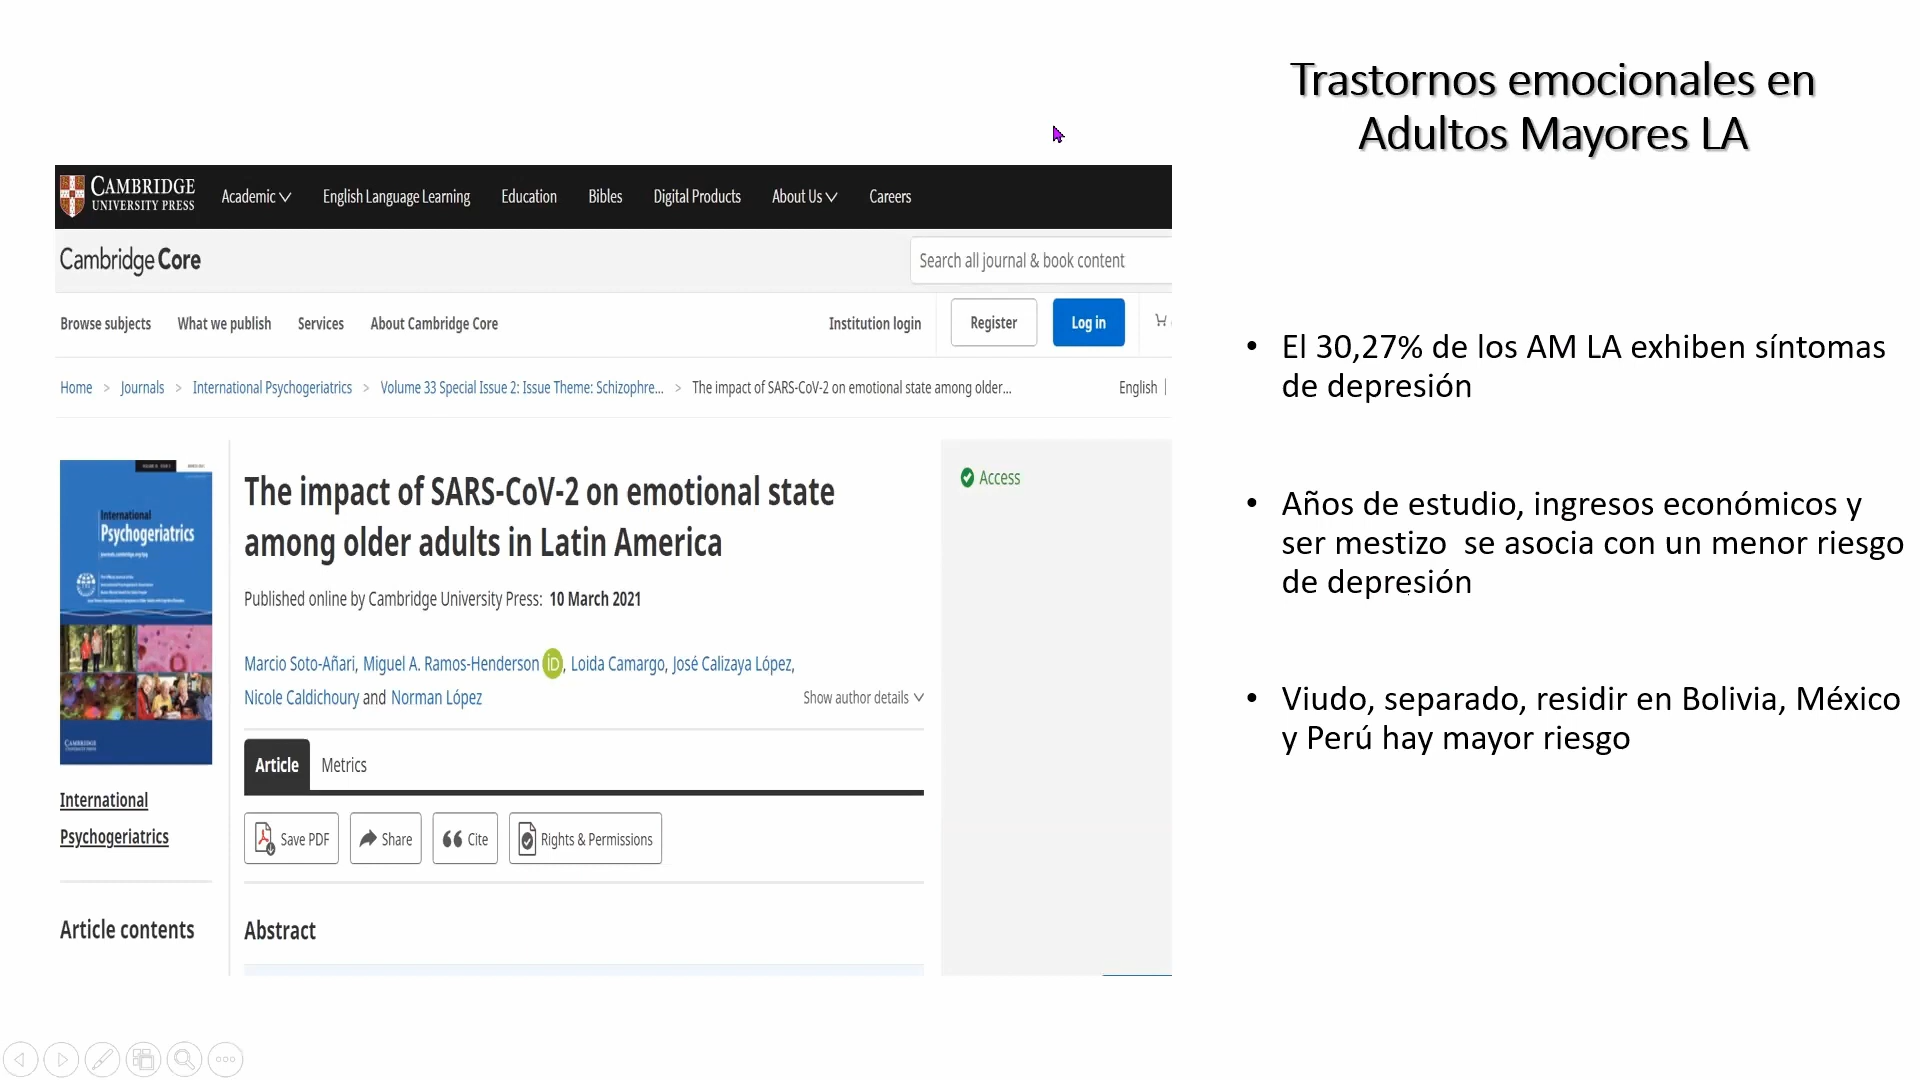 Trastornos emocionales en
Adultos Mayores LA
CAMBRIDGE
UNIVERSITY PRESS
Academic
English Language Learning
Education
Bibles
Digital Products
About Us
Careers
Cambridge Core
Search all journal & book content
Browse subjects
What we publish
Services
About Cambridge Core
Institution login
Register
Log in
Home > Journals > International Psychogeriatrics > Volume 33 Special Issue 2: Issue Theme: Schizophre... > The impact of SARS-CoV-2 on emotional state among older...
English |
International
Psychogeriatrics
CAMBRIDGE
International
Psychogeriatrics
Article contents
The impact of SARS-CoV-2 on emotional state
among older adults in Latin America
Published online by Cambridge University Press: 10 March 2021
Marcio Soto-Añari, Miguel A. Ramos-Henderson iD, Loida Camargo, José Calizaya López,
Nicole Caldichoury and Norman López
Show author details
Article
Metrics
Save PDF
Share
Cite
Rights & Permissions
Abstract
Access
• El 30,27% de los AM LA exhiben síntomas
de depresión
• Años de estudio, ingresos económicos y
ser mestizo  se asocia con un menor riesgo
de depresión
• Viudo, separado, residir en Bolivia, México
y Perú hay mayor riesgo